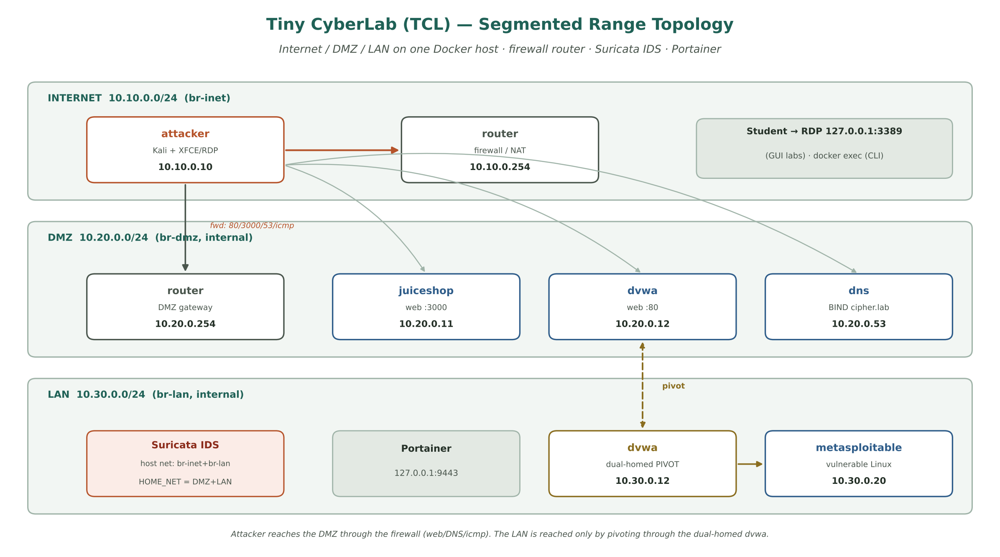 Tiny CyberLab (TCL) — Segmented Range Topology
Internet / DMZ / LAN on one Docker host · firewall router · Suricata IDS · Portainer
INTERNET  10.10.0.0/24  (br-inet)
attacker
Kali + XFCE/RDP
10.10.0.10
router
firewall / NAT
10.10.0.254
Student → RDP 127.0.0.1:3389
(GUI labs) · docker exec (CLI)
fwd: 80/3000/53/icmp
DMZ  10.20.0.0/24  (br-dmz, internal)
router
DMZ gateway
10.20.0.254
juiceshop
web :3000
10.20.0.11
dvwa
web :80
10.20.0.12
dns
BIND cipher.lab
10.20.0.53
pivot
LAN  10.30.0.0/24  (br-lan, internal)
Suricata IDS
host net: br-inet+br-lan
HOME_NET = DMZ+LAN
Portainer
127.0.0.1:9443
dvwa
dual-homed PIVOT
10.30.0.12
metasploitable
vulnerable Linux
10.30.0.20
Attacker reaches the DMZ through the firewall (web/DNS/icmp). The LAN is reached only by pivoting through the dual-homed dvwa.